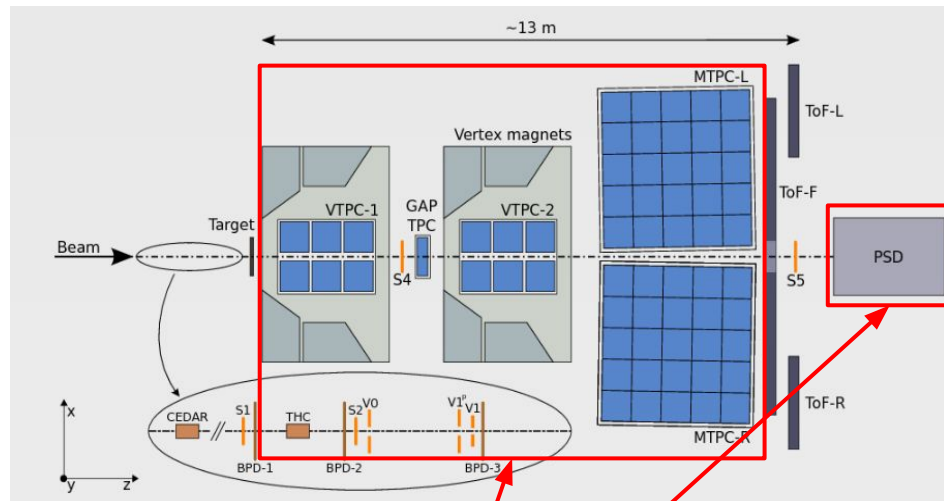 ~13 m
MTPC-L
ToF-L
Vertex magnets
ToF-F
Target
VTPC-1
GAP
TPC
VTPC-2
Beam
PSD
S4
S5
x
y
z
CEDAR
S1
THC
S2
V0
V1ᵖ
V1
BPD-1
BPD-2
BPD-3
MTPC-R
ToF-R